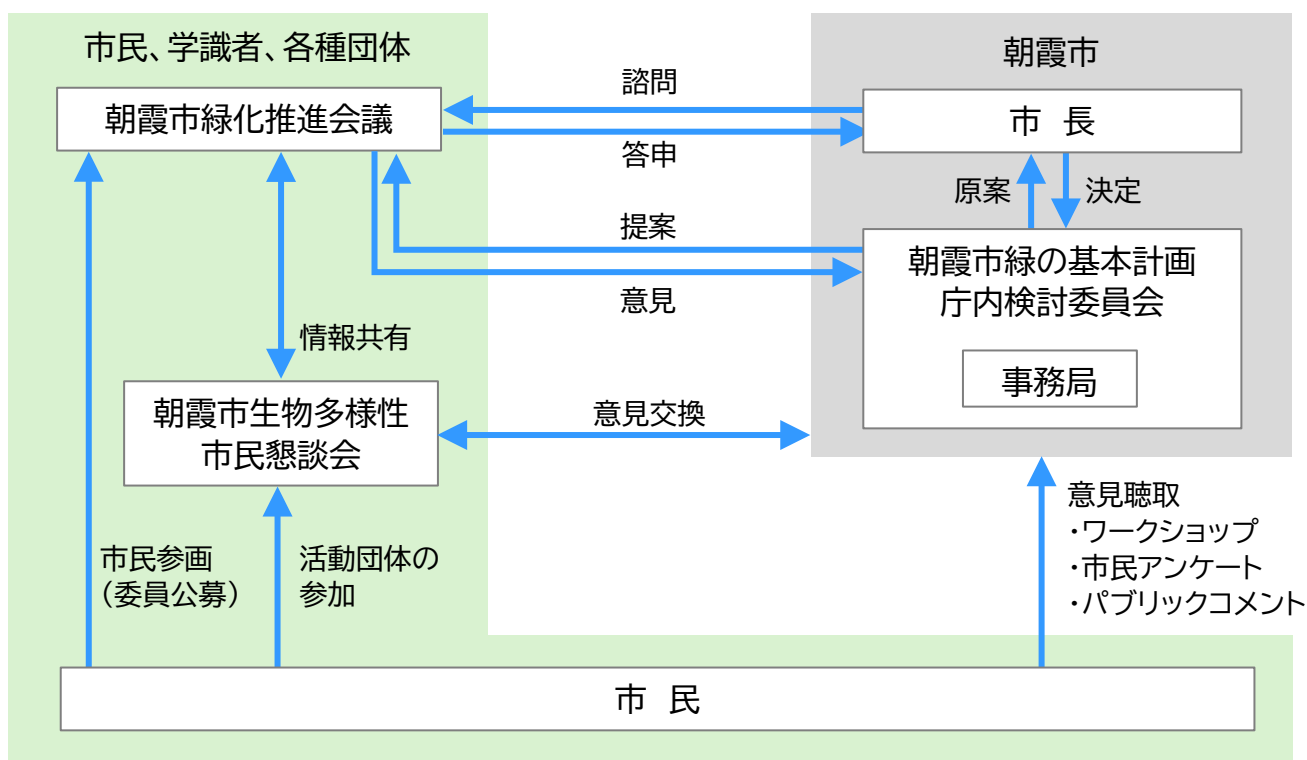 市民、学識者、各種団体
朝霞市緑化推進会議
諮問
答申
朝霞市
市 長
原案
決定
提案
意見
朝霞市緑の基本計画
庁内検討委員会
事務局
情報共有
朝霞市生物多様性
市民懇談会
意見交換
市民参画
（委員公募）
活動団体の
参加
意見聴取
・ワークショップ
・市民アンケート
・パブリックコメント
市 民